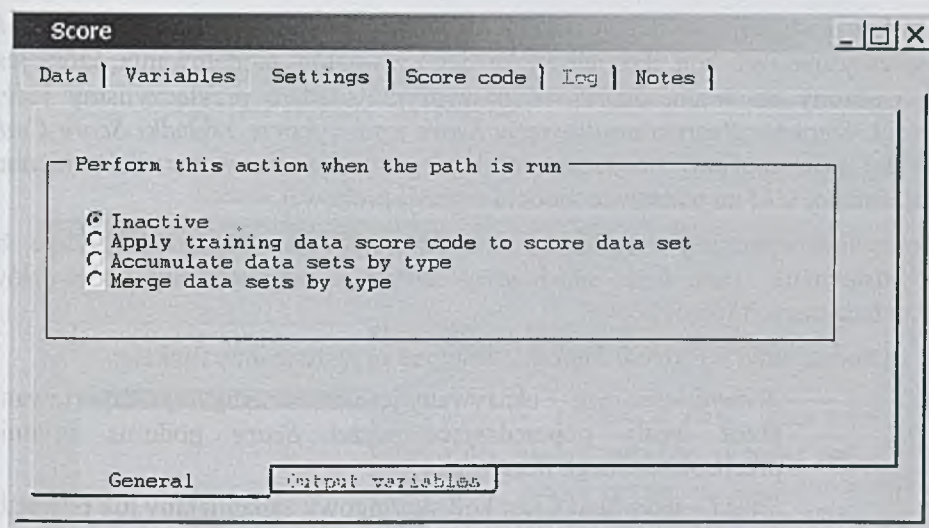 Score
Data Variables Settings Score code Log Notes
Perform this action when the path is run
Inactive
Apply training data score code to score data set
Accumulate data sets by type
Merge data sets by type
General Output variables